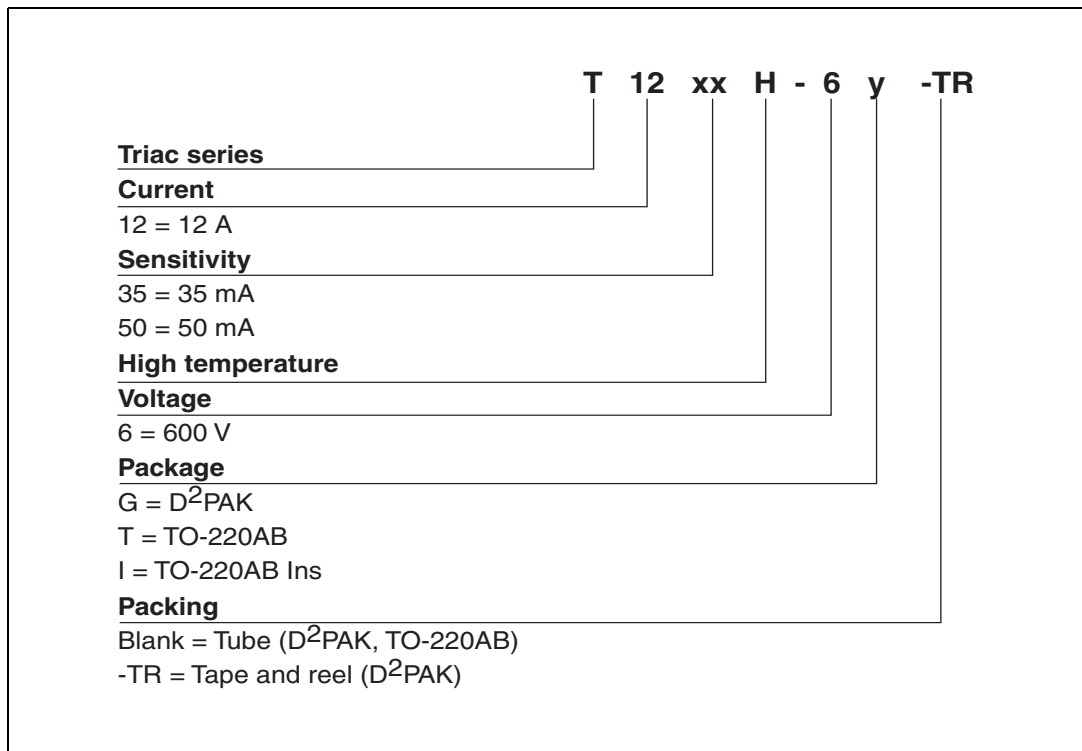 T 12 xx H - 6 y -TR
Triac series
Current
12 = 12 A
Sensitivity
35 = 35 mA
50 = 50 mA
High temperature
Voltage
6 = 600 V
Package
G = D²PAK
T = TO-220AB
I = TO-220AB Ins
Packing
Blank = Tube (D²PAK, TO-220AB)
-TR = Tape and reel (D²PAK)